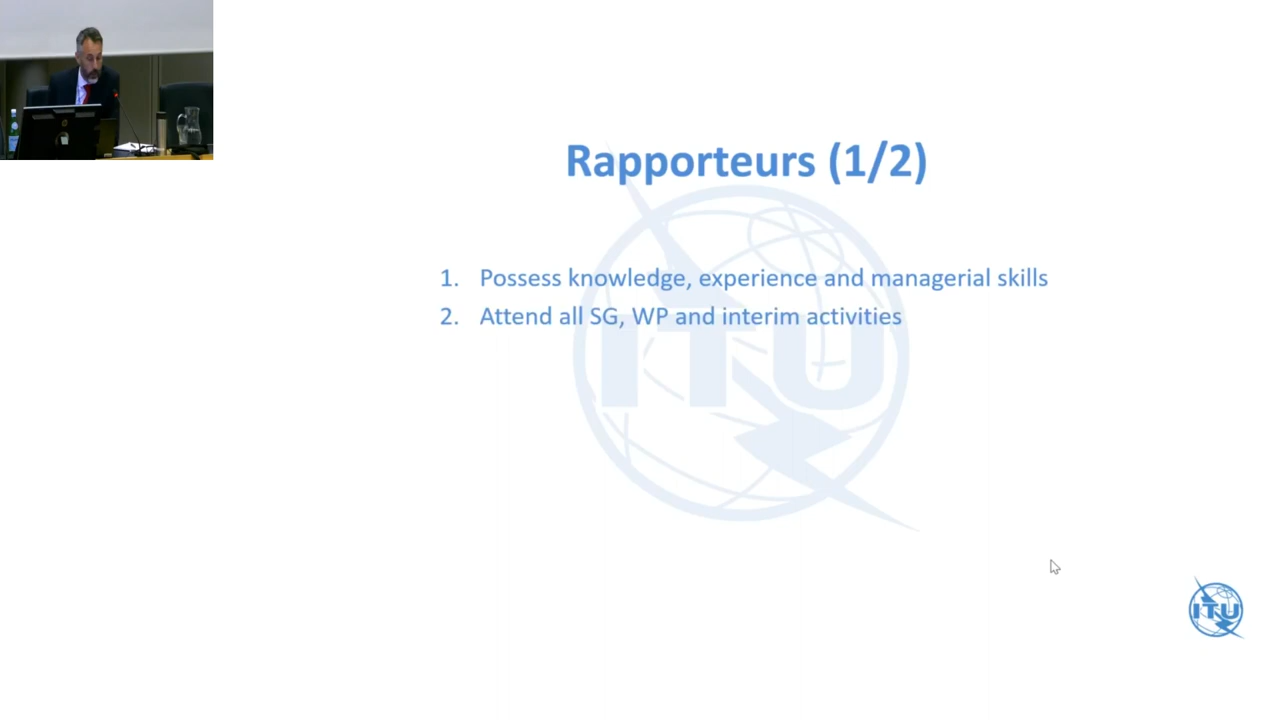 Rapporteurs (1/2)
1. Possess knowledge, experience and managerial skills
2. Attend all SG, WP and interim activities
ITU
ITU